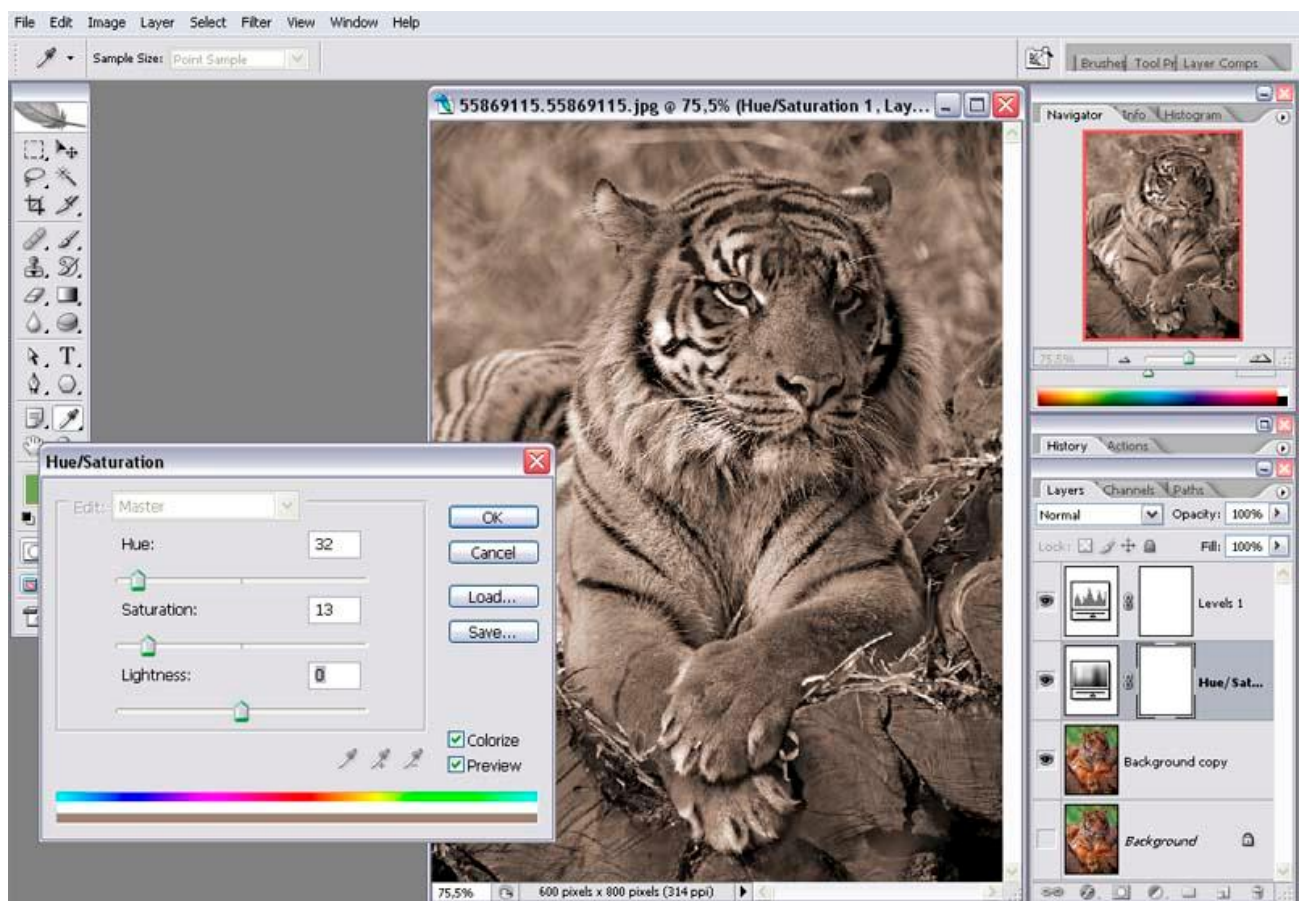 File Edit Image Layer Select Filter View Window Help
Sample Size: Point Sample
Brushes Tool Pr Layer Comps
55869115.55869115.jpg @ 75,5% (Hue/Saturation 1, Lay...
Navigator Info Histogram
75.5%
History Actions
Layers Channels Paths
Normal Opacity: 100%
Lock: Fill: 100%
Levels 1
Hue/Sat...
Background copy
Background
Hue/Saturation
Edit: Master
Hue: 32
Saturation: 13
Lightness: 0
OK
Cancel
Load...
Save...
Colorize
Preview
75,5% 600 pixels x 800 pixels (314 ppi)